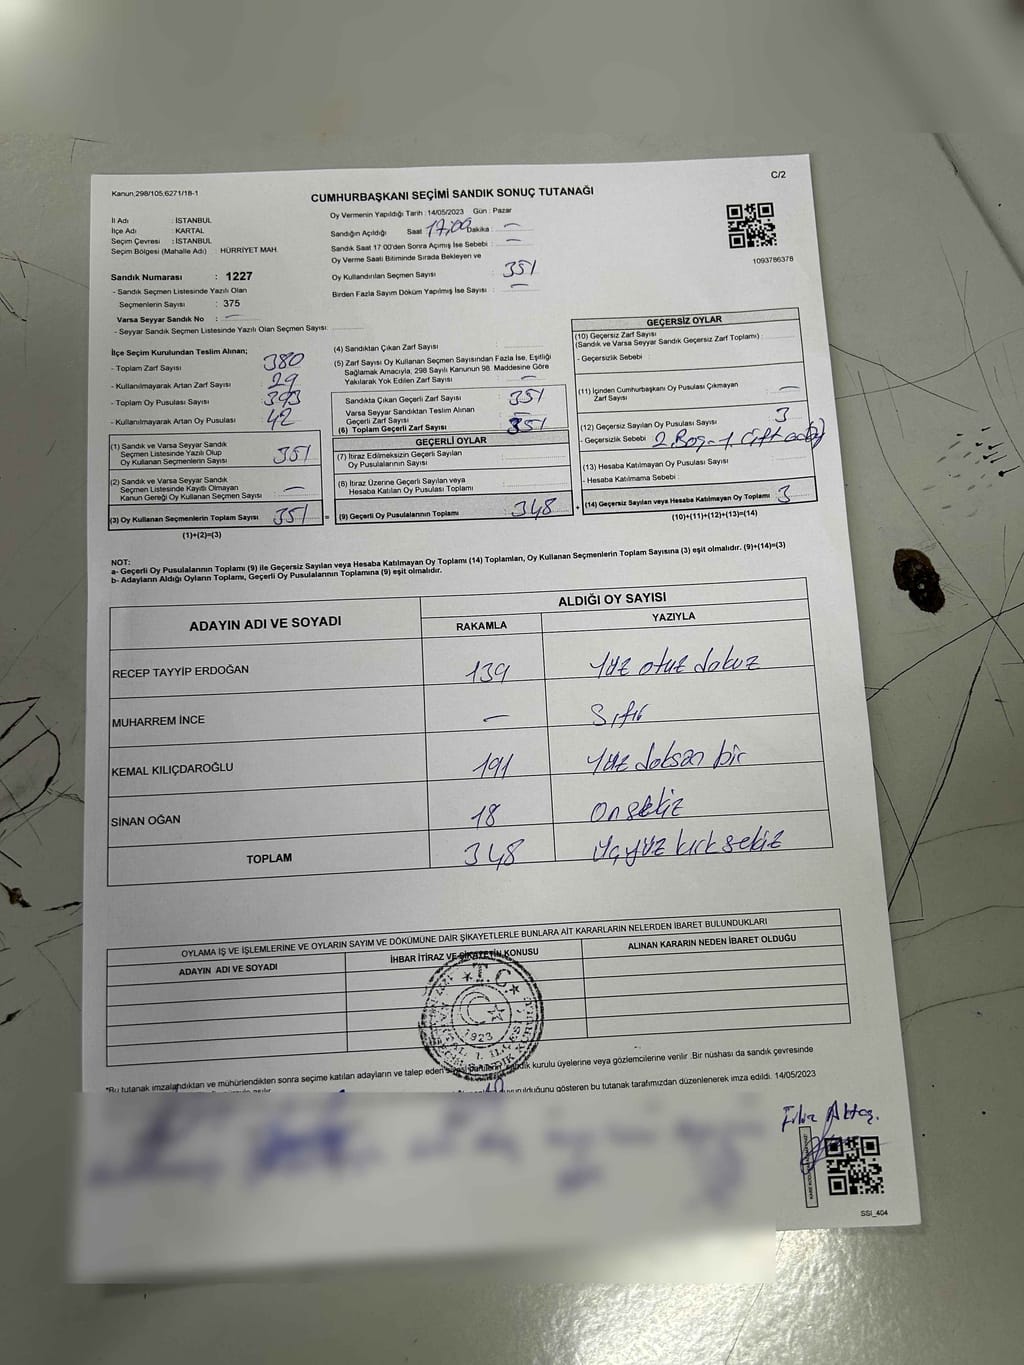 C/2
Kanun,298/105,6271/18-1
CUMHURBAŞKANI SEÇİMİ SANDIK SONUÇ TUTANAĞI
İl Adı : İSTANBUL
İlçe Adı : KARTAL
Seçim Çevresi : İSTANBUL
Seçim Bölgesi (Mahalle Adı) : HÜRRİYET MAH.
Sandık Numarası : 1227
- Sandık Seçmen Listesinde Yazılı Olan
Seçmenlerin Sayısı : 375
Varsa Seyyar Sandık No : —
- Seyyar Sandık Seçmen Listesinde Yazılı Olan Seçmen Sayısı
Oy Vermenin Yapıldığı Tarih : 14/05/2023 Gün : Pazar
Sandığın Açıldığı Saat 17,00 Dakika : —
Sandık Saat 17 00'den Sonra Açmış İse Sebebi : —
Oy Verme Saati Bitiminde Sırada Bekleyen ve
Oy Kullandırılan Seçmen Sayısı : 351
Birden Fazla Sayım Döküm Yapılmış İse Sayısı : —
1093786378
İlçe Seçim Kurulundan Teslim Alınan;
- Toplam Zarf Sayısı 380
- Kullanılmayarak Artan Zarf Sayısı 29
- Toplam Oy Pusulası Sayısı 393
- Kullanılmayarak Artan Oy Pusulası 42
(1) Sandık ve Varsa Seyyar Sandık
Seçmen Listesinde Yazılı Olup
Oy Kullanan Seçmenlerin Sayısı 351
(2) Sandık ve Varsa Seyyar Sandık
Seçmen Listesinde Kayıtlı Olmayan
Kanun Gereği Oy Kullanan Seçmen Sayısı —
(3) Oy Kullanan Seçmenlerin Toplam Sayısı 351
(1)+(2)=(3)
(4) Sandıktan Çıkan Zarf Sayısı :
(5) Zarf Sayısı Oy Kullanan Seçmen Sayısından Fazla İse, Eşitliği
Sağlamak Amacıyla, 298 Sayılı Kanunun 98. Maddesine Göre
Yakılarak Yok Edilen Zarf Sayısı : —
Sandıkta Çıkan Geçerli Zarf Sayısı 351
Varsa Seyyar Sandıktan Teslim Alınan
Geçerli Zarf Sayısı
(6) Toplam Geçerli Zarf Sayısı 351
GEÇERLİ OYLAR
(7) İtiraz Edilmeksizin Geçerli Sayılan
Oy Pusulalarının Sayısı
(8) İtiraz Üzerine Geçerli Sayılan veya
Hesaba Katılan Oy Pusulası Toplamı
= (9) Geçerli Oy Pusulalarının Toplamı 348
GEÇERSİZ OYLAR
(10) Geçersiz Zarf Sayısı
(Sandık ve Varsa Seyyar Sandık Geçersiz Zarf Toplamı) :
- Geçersizlik Sebebi :
(11) İçinden Cumhurbaşkanı Oy Pusulası Çıkmayan
Zarf Sayısı —
(12) Geçersiz Sayılan Oy Pusulası Sayısı 3
- Geçersizlik Sebebi 2 Boş-1
(13) Hesaba Katılmayan Oy Pusulası Sayısı :
- Hesaba Katılmama Sebebi :
+ (14) Geçersiz Sayılan veya Hesaba Katılmayan Oy Toplamı 3
(10)+(11)+(12)+(13)=(14)
NOT:
a- Geçerli Oy Pusulalarının Toplamı (9) ile Geçersiz Sayılan veya Hesaba Katılmayan Oy Toplamı (14) Toplamları, Oy Kullanan Seçmenlerin Toplam Sayısına (3) eşit olmalıdır. (9)+(14)=(3)
b- Adayların Aldığı Oyların Toplamı, Geçerli Oy Pusulalarının Toplamına (9) eşit olmalıdır.
ADAYIN ADI VE SOYADI
ALDIĞI OY SAYISI
RAKAMLA YAZIYLA
RECEP TAYYİP ERDOĞAN 139 Yüz otuz dokuz
MUHARREM İNCE — Sıfır
KEMAL KILIÇDAROĞLU 191 Yüz doksan bir
SİNAN OĞAN 18 On sekiz
TOPLAM 348 Üçyüz kırk sekiz
OYLAMA İŞ VE İŞLEMLERİNE VE OYLARIN SAYIM VE DÖKÜMÜNE DAİR ŞİKAYETLERLE BUNLARA AİT KARARLARIN NELERDEN İBARET BULUNDUKLARI
ADAYIN ADI VE SOYADI
İHBAR İTİRAZ VE ŞİKAYETİN KONUSU
ALINAN KARARIN NEDEN İBARET OLDUĞU
T.C.
1923
*Bu tutanak imzalandıktan ve mühürlendikten sonra seçime katılan adayların ve talep eden kurulu üyelerine veya gözlemcilerine verilir .Bir nüshası da sandık çevresinde
gösteren bu tutanak tarafımızdan düzenlenerek imza edildi. 14/05/2023
SSI_404